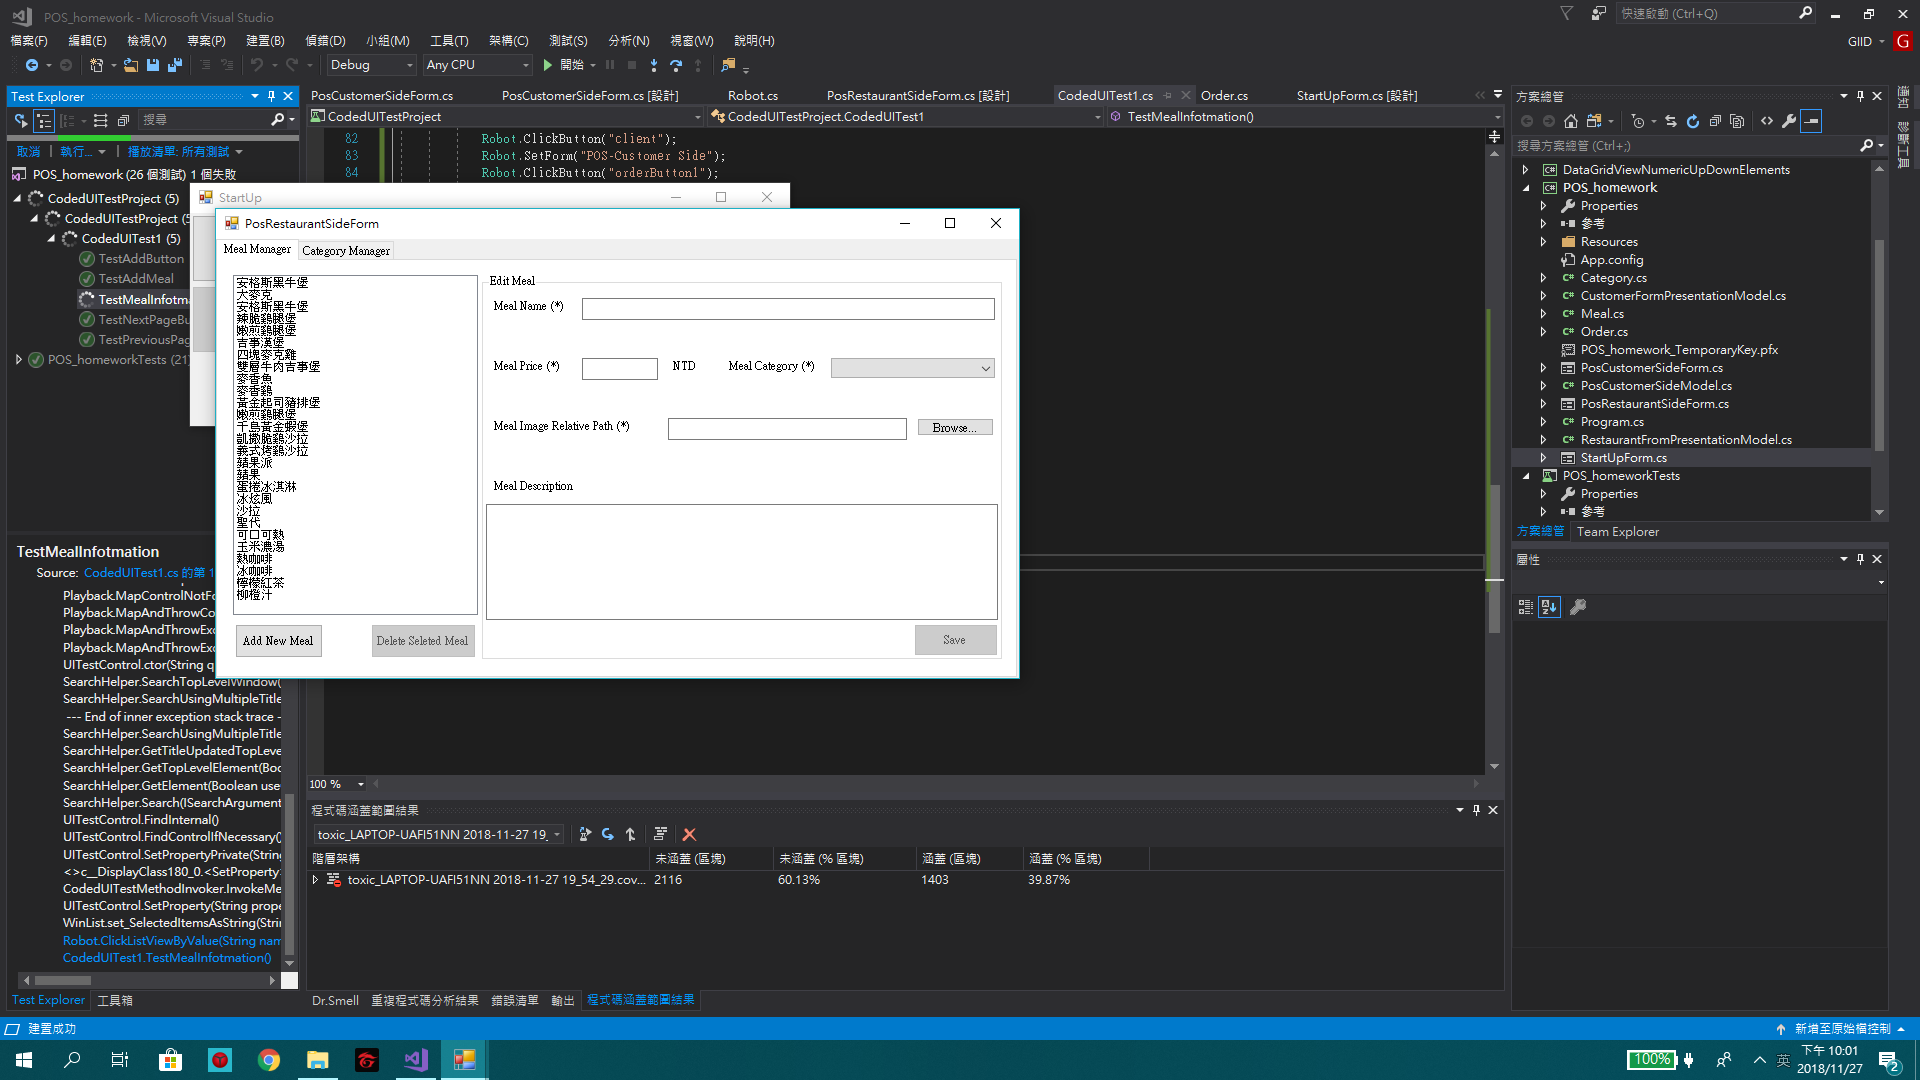 POS_homework - Microsoft Visual Studio
快速啟動 (Ctrl+Q)
檔案(F) 編輯(E) 檢視(V) 專案(P) 建置(B) 偵錯(D) 小組(M) 工具(T) 架構(C) 測試(S) 分析(N) 視窗(W) 說明(H)
GIID
G
Debug Any CPU 開始
Test Explorer
搜尋
取消 執行... 播放清單: 所有測試
POS_homework (26 個測試) 1 個失敗
CodedUITestProject (5)
CodedUITestProject (5
CodedUITest1 (5)
TestAddButton
TestAddMeal
TestMealInfotma
TestNextPageBu
TestPreviousPag
POS_homeworkTests (21)
TestMealInfotmation
Source: CodedUITest1.cs 的第 1
Playback.MapControlNotFo
Playback.MapAndThrowCo
Playback.MapAndThrowExc
Playback.MapAndThrowExc
UITestControl.ctor(String q
SearchHelper.SearchTopLevelWindow(
SearchHelper.SearchUsingMultipleTitle
--- End of inner exception stack trace -
SearchHelper.SearchUsingMultipleTitle
SearchHelper.GetTitleUpdatedTopLeve
SearchHelper.GetTopLevelElement(Boo
SearchHelper.GetElement(Boolean use
SearchHelper.Search(ISearchArgument
UITestControl.FindInternal()
UITestControl.FindControlIfNecessary()
UITestControl.SetPropertyPrivate(String
<>c__DisplayClass180_0.<SetProperty>
CodedUITestMethodInvoker.InvokeMe
UITestControl.SetProperty(String prope
WinList.set_SelectedItemsAsString(Strin
Robot.ClickListViewByValue(String nam
CodedUITest1.TestMealInfotmation()
Test Explorer 工具箱
PosCustomerSideForm.cs PosCustomerSideForm.cs [設計] Robot.cs PosRestaurantSideForm.cs [設計] CodedUITest1.cs Order.cs StartUpForm.cs [設計]
CodedUITestProject CodedUITestProject.CodedUITest1 TestMealInfotmation()
82 Robot.ClickButton("client");
83 Robot.SetForm("POS-Customer Side");
84 Robot.ClickButton("orderButton1");
StartUp
PosRestaurantSideForm
Meal Manager Category Manager
安格斯黑牛堡
大麥克
安格斯黑牛堡
辣脆鷄腿堡
嫩煎鷄腿堡
吉事漢堡
四塊麥克雞
雙層牛肉吉事堡
麥香魚
麥香鷄
黃金起司豬排堡
嫩煎鷄腿堡
千島黃金蝦堡
凱撒脆鷄沙拉
義式烤鷄沙拉
蘋果派
蘋果
蛋捲冰淇淋
冰炫風
沙拉
聖代
可口可熱
玉米濃湯
熱咖啡
冰咖啡
檸檬紅茶
柳橙汁
Add New Meal Delete Seleted Meal
Edit Meal
Meal Name (*)
Meal Price (*) NTD Meal Category (*)
Meal Image Relative Path (*) Browse...
Meal Description
Save
100 %
程式碼涵蓋範圍結果
toxic_LAPTOP-UAFI51NN 2018-11-27 19_
階層架構 未涵蓋 (區塊) 未涵蓋 (% 區塊) 涵蓋 (區塊) 涵蓋 (% 區塊)
toxic_LAPTOP-UAFI51NN 2018-11-27 19_54_29.cov... 2116 60.13% 1403 39.87%
Dr.Smell 重複程式碼分析結果 錯誤清單 輸出 程式碼涵蓋範圍結果
方案總管
搜尋方案總管 (Ctrl+;)
DataGridViewNumericUpDownElements
POS_homework
Properties
參考
Resources
App.config
Category.cs
CustomerFormPresentationModel.cs
Meal.cs
Order.cs
POS_homework_TemporaryKey.pfx
PosCustomerSideForm.cs
PosCustomerSideModel.cs
PosRestaurantSideForm.cs
Program.cs
RestaurantFromPresentationModel.cs
StartUpForm.cs
POS_homeworkTests
Properties
參考
方案總管 Team Explorer
屬性
通知
診斷工具
建置成功
新增至原始檔控制
100%
英
下午 10:01
2018/11/27
2